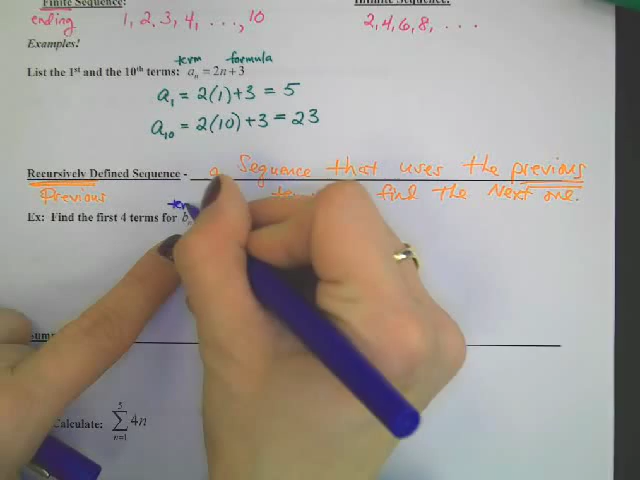 Finite Sequence:
Infinite Sequence:
ending 1, 2, 3, 4, . . . , 10
2, 4, 6, 8, . . .
Examples!
term formula
List the 1st and the 10th terms: aₙ = 2n + 3
a₁ = 2(1)+3 = 5
a₁₀ = 2(10)+3 = 23
Recursively Defined Sequence - a Sequence that uses the previous
Previous find the Next one.
Ex: Find the first 4 terms for bₙ
Calculate: 5 ∑ n=1 4n